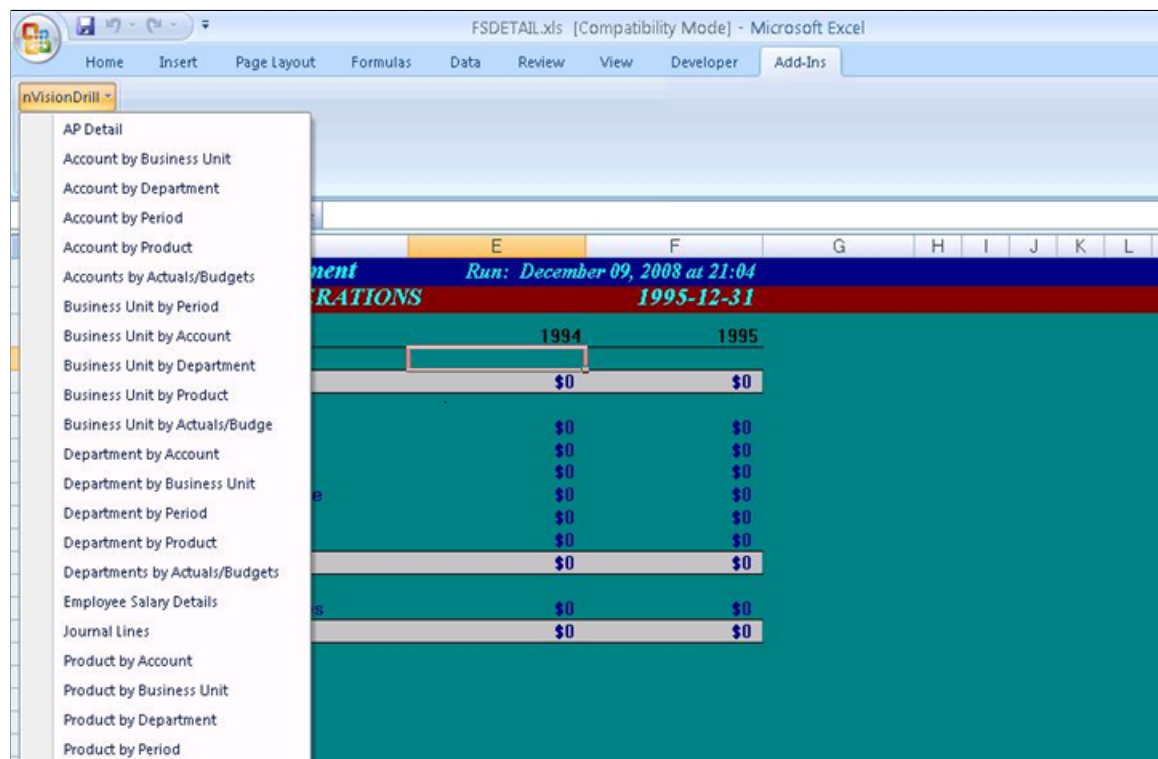 FSDETAIL.xls [Compatibility Mode] - Microsoft Excel
Home Insert Page Layout Formulas Data Review View Developer Add-Ins
nVisionDrill
AP Detail
Account by Business Unit
Account by Department
Account by Period
Account by Product
Accounts by Actuals/Budgets
Business Unit by Period
Business Unit by Account
Business Unit by Department
Business Unit by Product
Business Unit by Actuals/Budge
Department by Account
Department by Business Unit
Department by Period
Department by Product
Departments by Actuals/Budgets
Employee Salary Details
Journal Lines
Product by Account
Product by Business Unit
Product by Department
Product by Period
E F G H I J K L
ment Run: December 09, 2008 at 21:04
RATIONS 1995-12-31
1994 1995
$0 $0
$0 $0
$0 $0
$0 $0
e $0 $0
$0 $0
$0 $0
$0 $0
s $0 $0
$0 $0